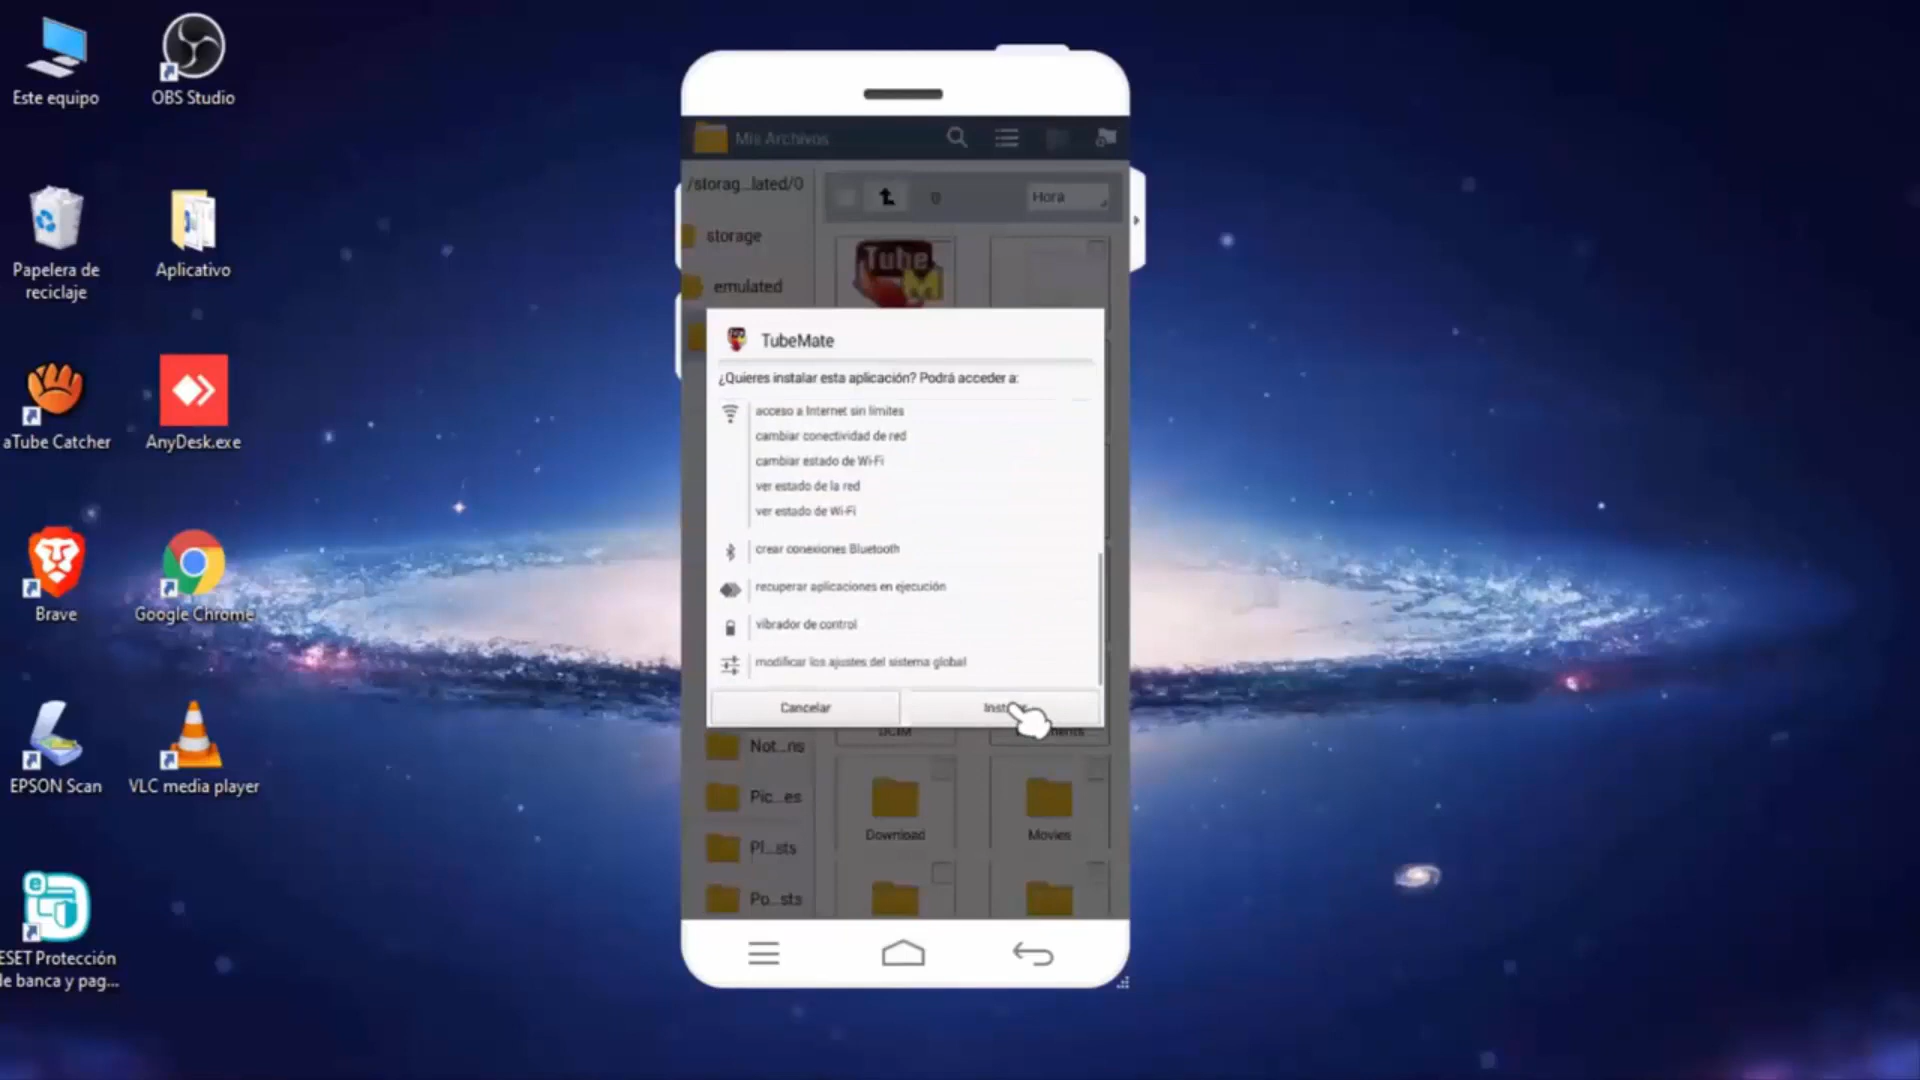 Este equipo
OBS Studio
Papelera de
reciclaje
Aplicativo
aTube Catcher
AnyDesk.exe
Brave
Google Chrome
EPSON Scan
VLC media player
ESET Protección
de banca y pag...
Mis Archivos
/storag...lated/0
0
Hora
storage
emulated
Tube
M
TubeMate
¿Quieres instalar esta aplicación? Podrá acceder a:
acceso a Internet sin límites
cambiar conectividad de red
cambiar estado de Wi-Fi
ver estado de la red
ver estado de Wi-Fi
crear conexiones Bluetooth
recuperar aplicaciones en ejecución
vibrador de control
modificar los ajustes del sistema global
Cancelar
DCIM
Not...ns
Pic...es
Download
Movies
Pl...sts
Po...sts